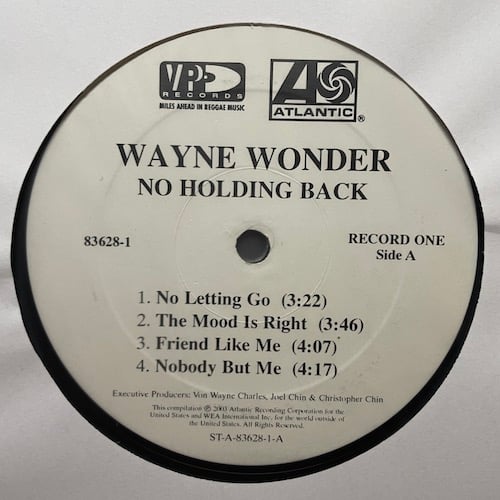 VP RECORDS
MILES AHEAD IN REGGAE MUSIC
ATLANTIC®
WAYNE WONDER
NO HOLDING BACK
83628-1
RECORD ONE
Side A
1. No Letting Go (3:22)
2. The Mood Is Right (3:46)
3. Friend Like Me (4:07)
4. Nobody But Me (4:17)
Executive Producers: Von Wayne Charles, Joel Chin & Christopher Chin
This compilation ℗ 2003 Atlantic Recording Corporation for the
United States and WEA International Inc. for the world outside of
the United States. All Rights Reserved.
ST-A-83628-1-A